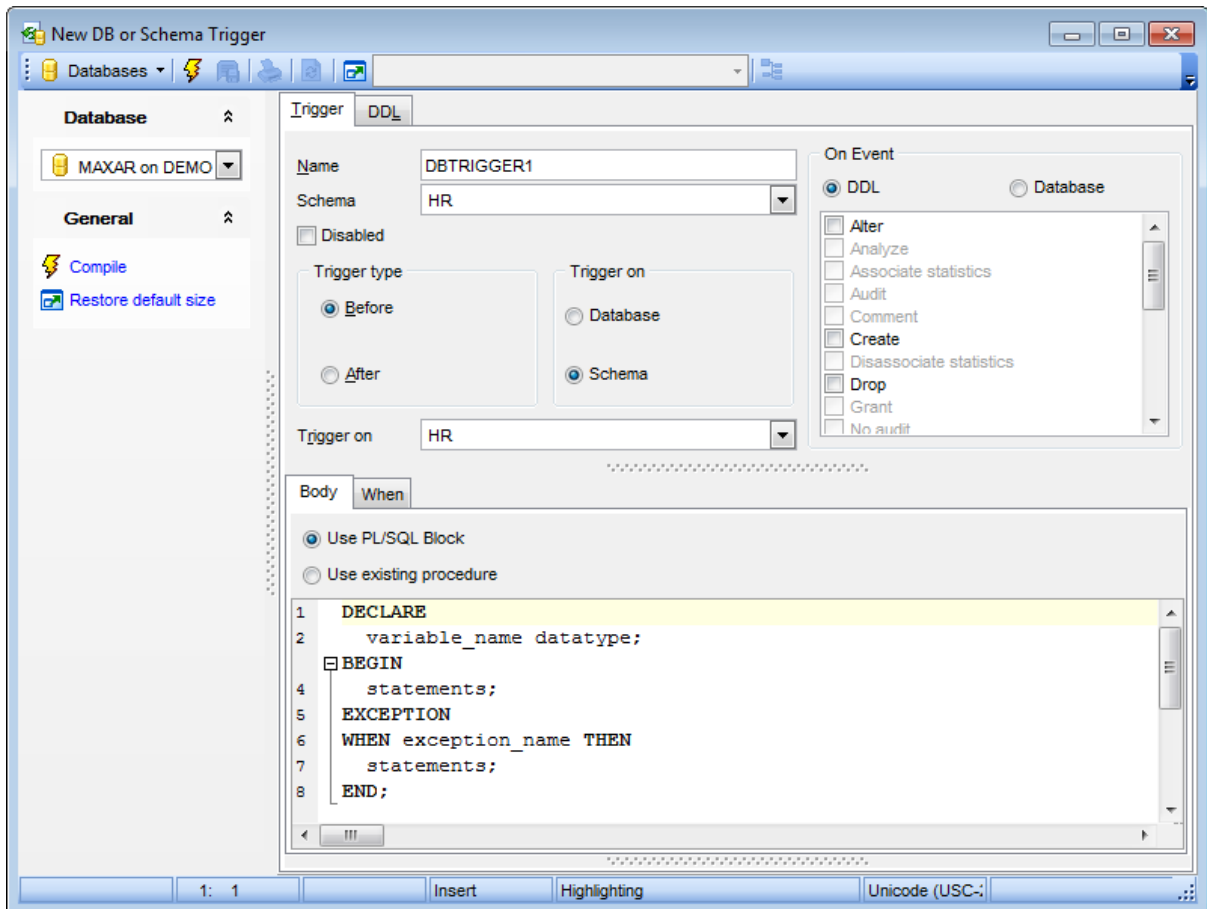 New DB or Schema Trigger
Databases
Database
MAXAR on DEMO
General
Compile
Restore default size
Trigger DDL
Name DBTRIGGER1
Schema HR
Disabled
Trigger type
Before
After
Trigger on
Database
Schema
Trigger on HR
On Event
DDL Database
Alter
Analyze
Associate statistics
Audit
Comment
Create
Disassociate statistics
Drop
Grant
No audit
Body When
Use PL/SQL Block
Use existing procedure
1 DECLARE
2 variable_name datatype;
BEGIN
4 statements;
5 EXCEPTION
6 WHEN exception_name THEN
7 statements;
8 END;
1: 1 Insert Highlighting Unicode (USC-2